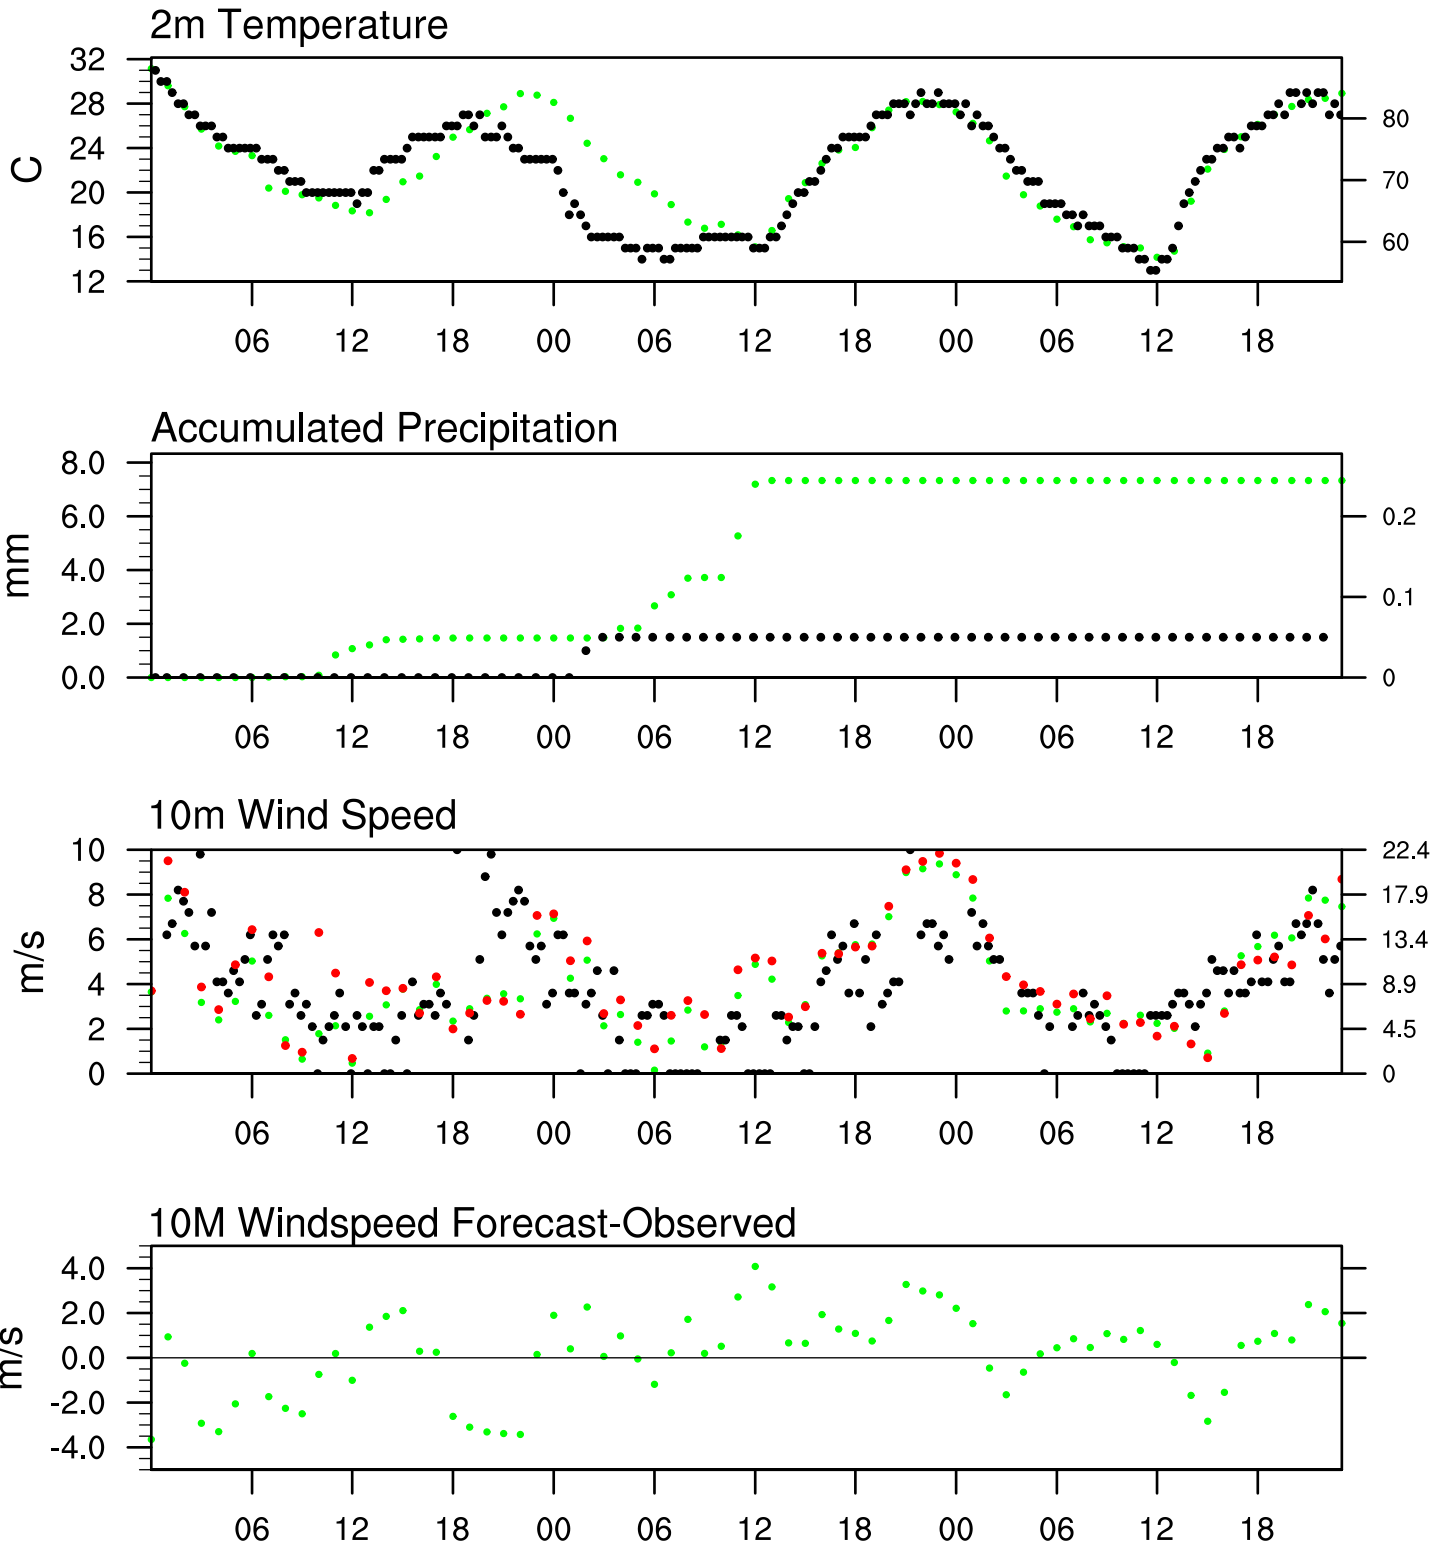 2m Temperature
32
28
24
20
16
12
C
80
70
60
06 12 18 00 06 12 18 00 06 12 18
Accumulated Precipitation
8.0
6.0
4.0
2.0
0.0
mm
0.2
0.1
0
06 12 18 00 06 12 18 00 06 12 18
10m Wind Speed
10
8
6
4
2
0
m/s
22.4
17.9
13.4
8.9
4.5
0
06 12 18 00 06 12 18 00 06 12 18
10M Windspeed Forecast-Observed
4.0
2.0
0.0
-2.0
-4.0
m/s
06 12 18 00 06 12 18 00 06 12 18